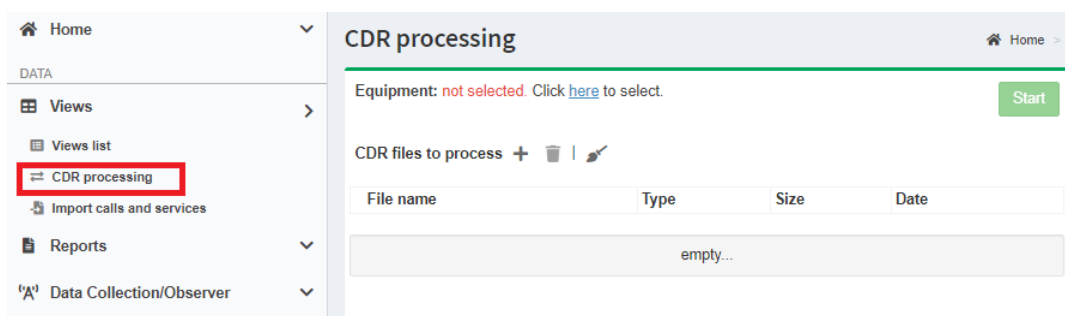 Home
DATA
Views
Views list
CDR processing
Import calls and services
Reports
Data Collection/Observer
CDR processing
Home >
Equipment: not selected. Click here to select.
Start
CDR files to process
File name Type Size Date
empty...